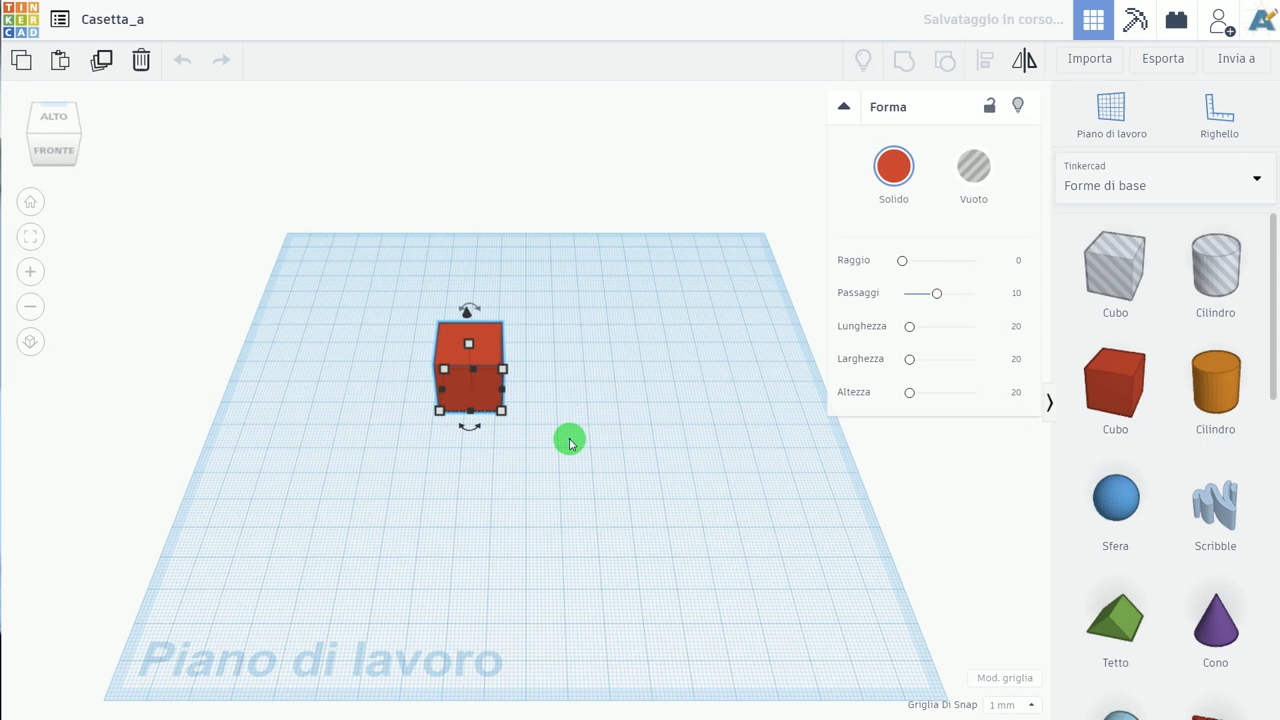 TIN
KER
CAD
Casetta_a
Salvataggio in corso...
Importa
Esporta
Invia a
ALTO
FRONTE
Forma
Solido
Vuoto
Raggio 0
Passaggi 10
Lunghezza 20
Larghezza 20
Altezza 20
Piano di lavoro
Righello
Tinkercad
Forme di base
Cubo
Cilindro
Cubo
Cilindro
Sfera
Scribble
Tetto
Cono
Piano di lavoro
Mod. griglia
Griglia Di Snap 1 mm